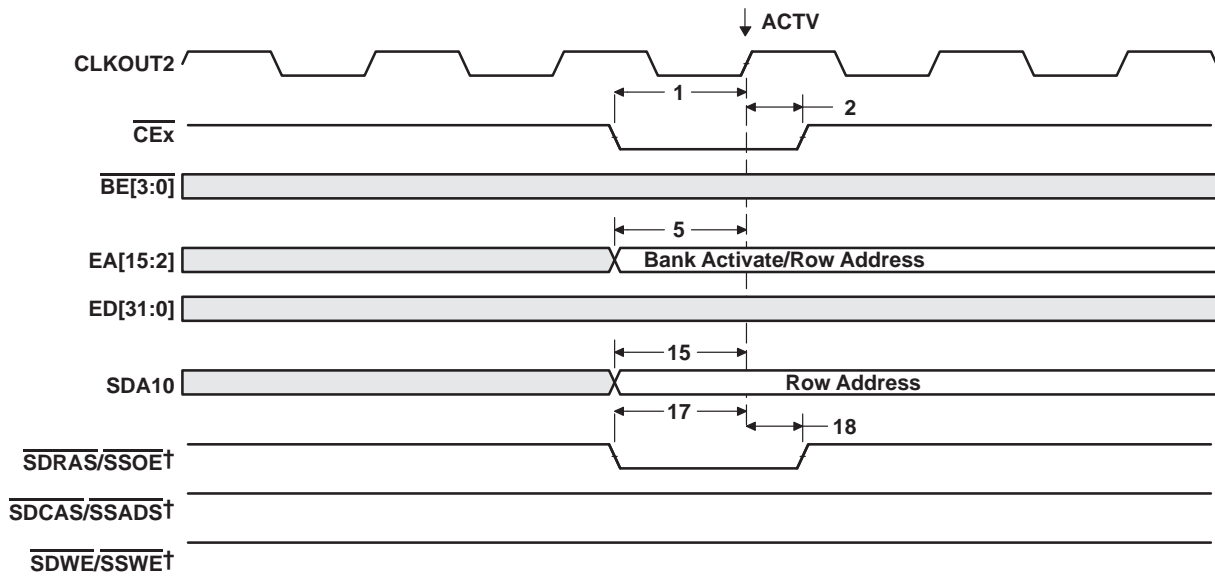 ACTV
CLKOUT2
1
2
CEx
BE[3:0]
5
EA[15:2]
Bank Activate/Row Address
ED[31:0]
15
SDA10
Row Address
17
18
SDRAS/SSOE†
SDCAS/SSADS†
SDWE/SSWE†